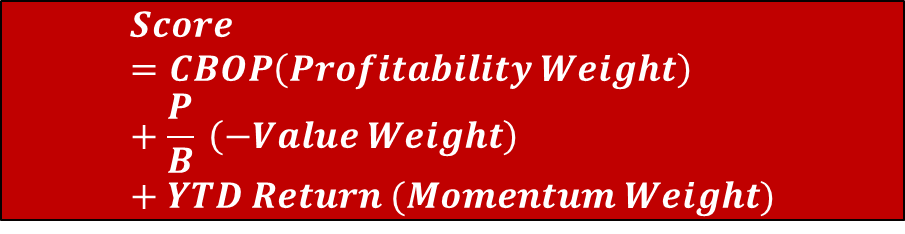 Score
= CBOP(Profitability Weight)
+ P/B (−Value Weight)
+ YTD Return (Momentum Weight)